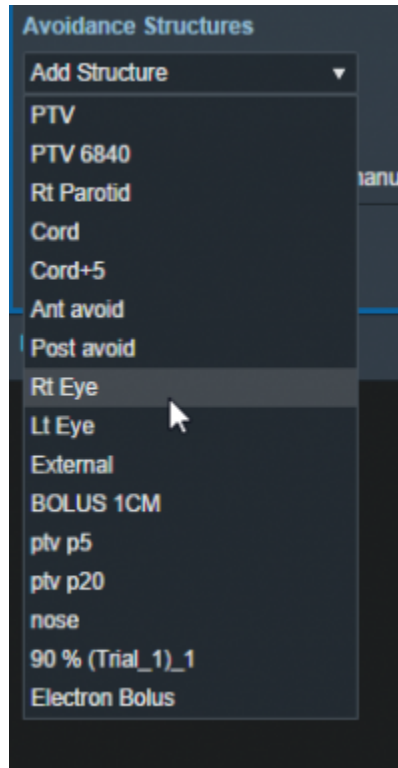 Avoidance Structures
Add Structure
PTV
PTV 6840
Rt Parotid
Cord
Cord+5
Ant avoid
Post avoid
Rt Eye
Lt Eye
External
BOLUS 1CM
ptv p5
ptv p20
nose
90 % (Trial_1)_1
Electron Bolus